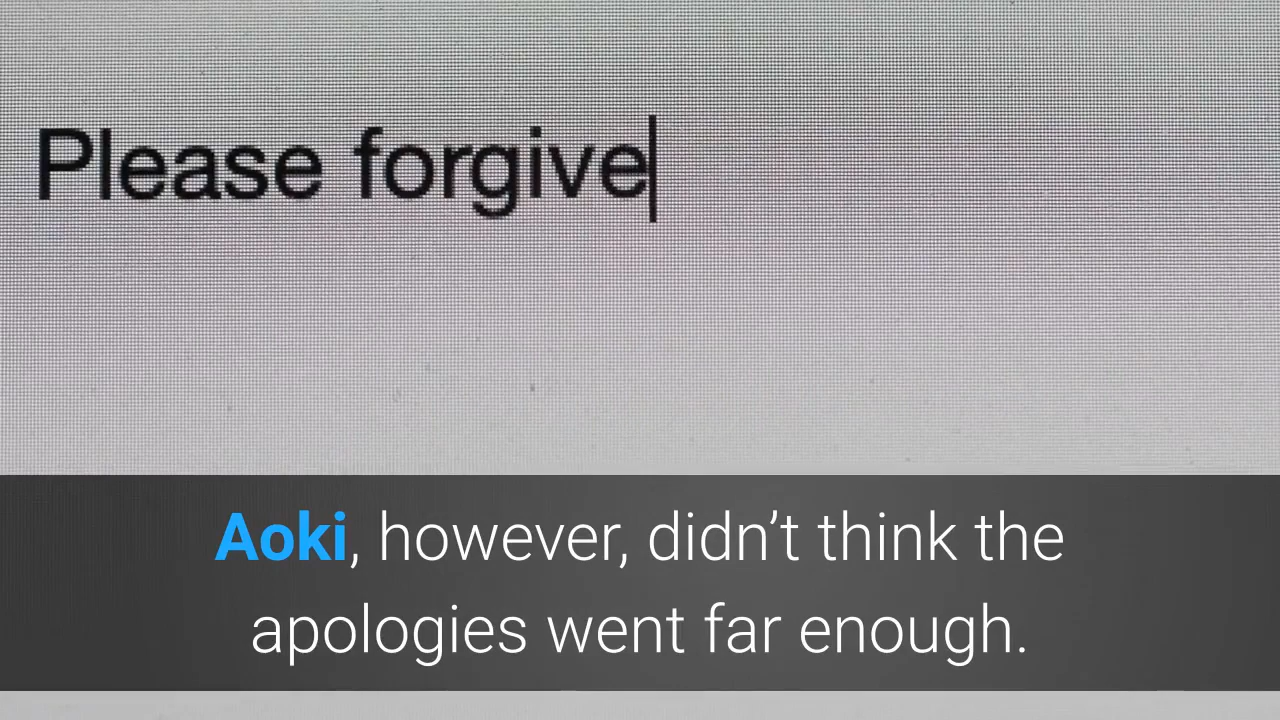 Please forgive
Aoki, however, didn’t think the
apologies went far enough.